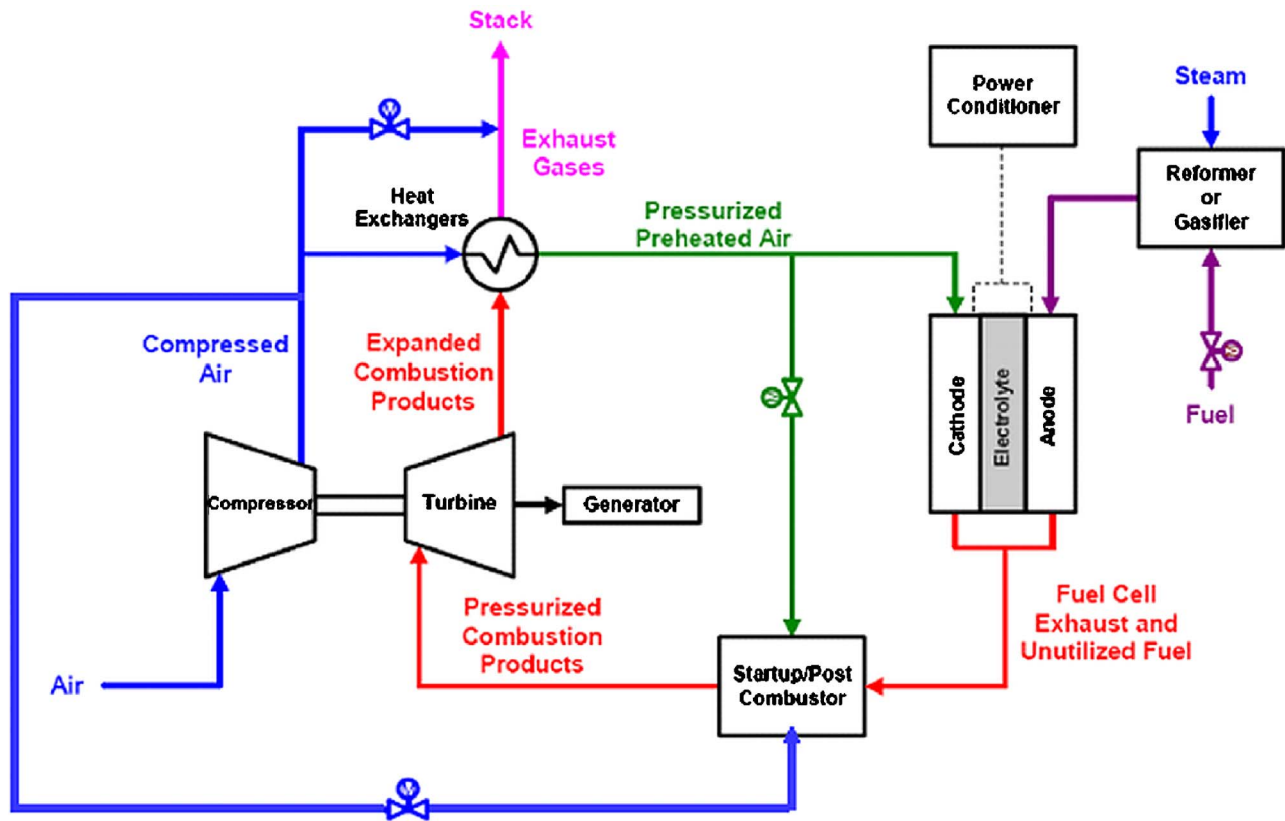 Stack
Power
Conditioner
Steam
Exhaust
Gases
Reformer
or
Gasifier
Heat
Exchangers
Pressurized
Preheated Air
Compressed
Air
Expanded
Combustion
Products
Fuel
Cathode
Electrolyte
Anode
Compressor
Turbine
Generator
Pressurized
Combustion
Products
Fuel Cell
Exhaust and
Unutilized Fuel
Air
Startup/Post
Combustor